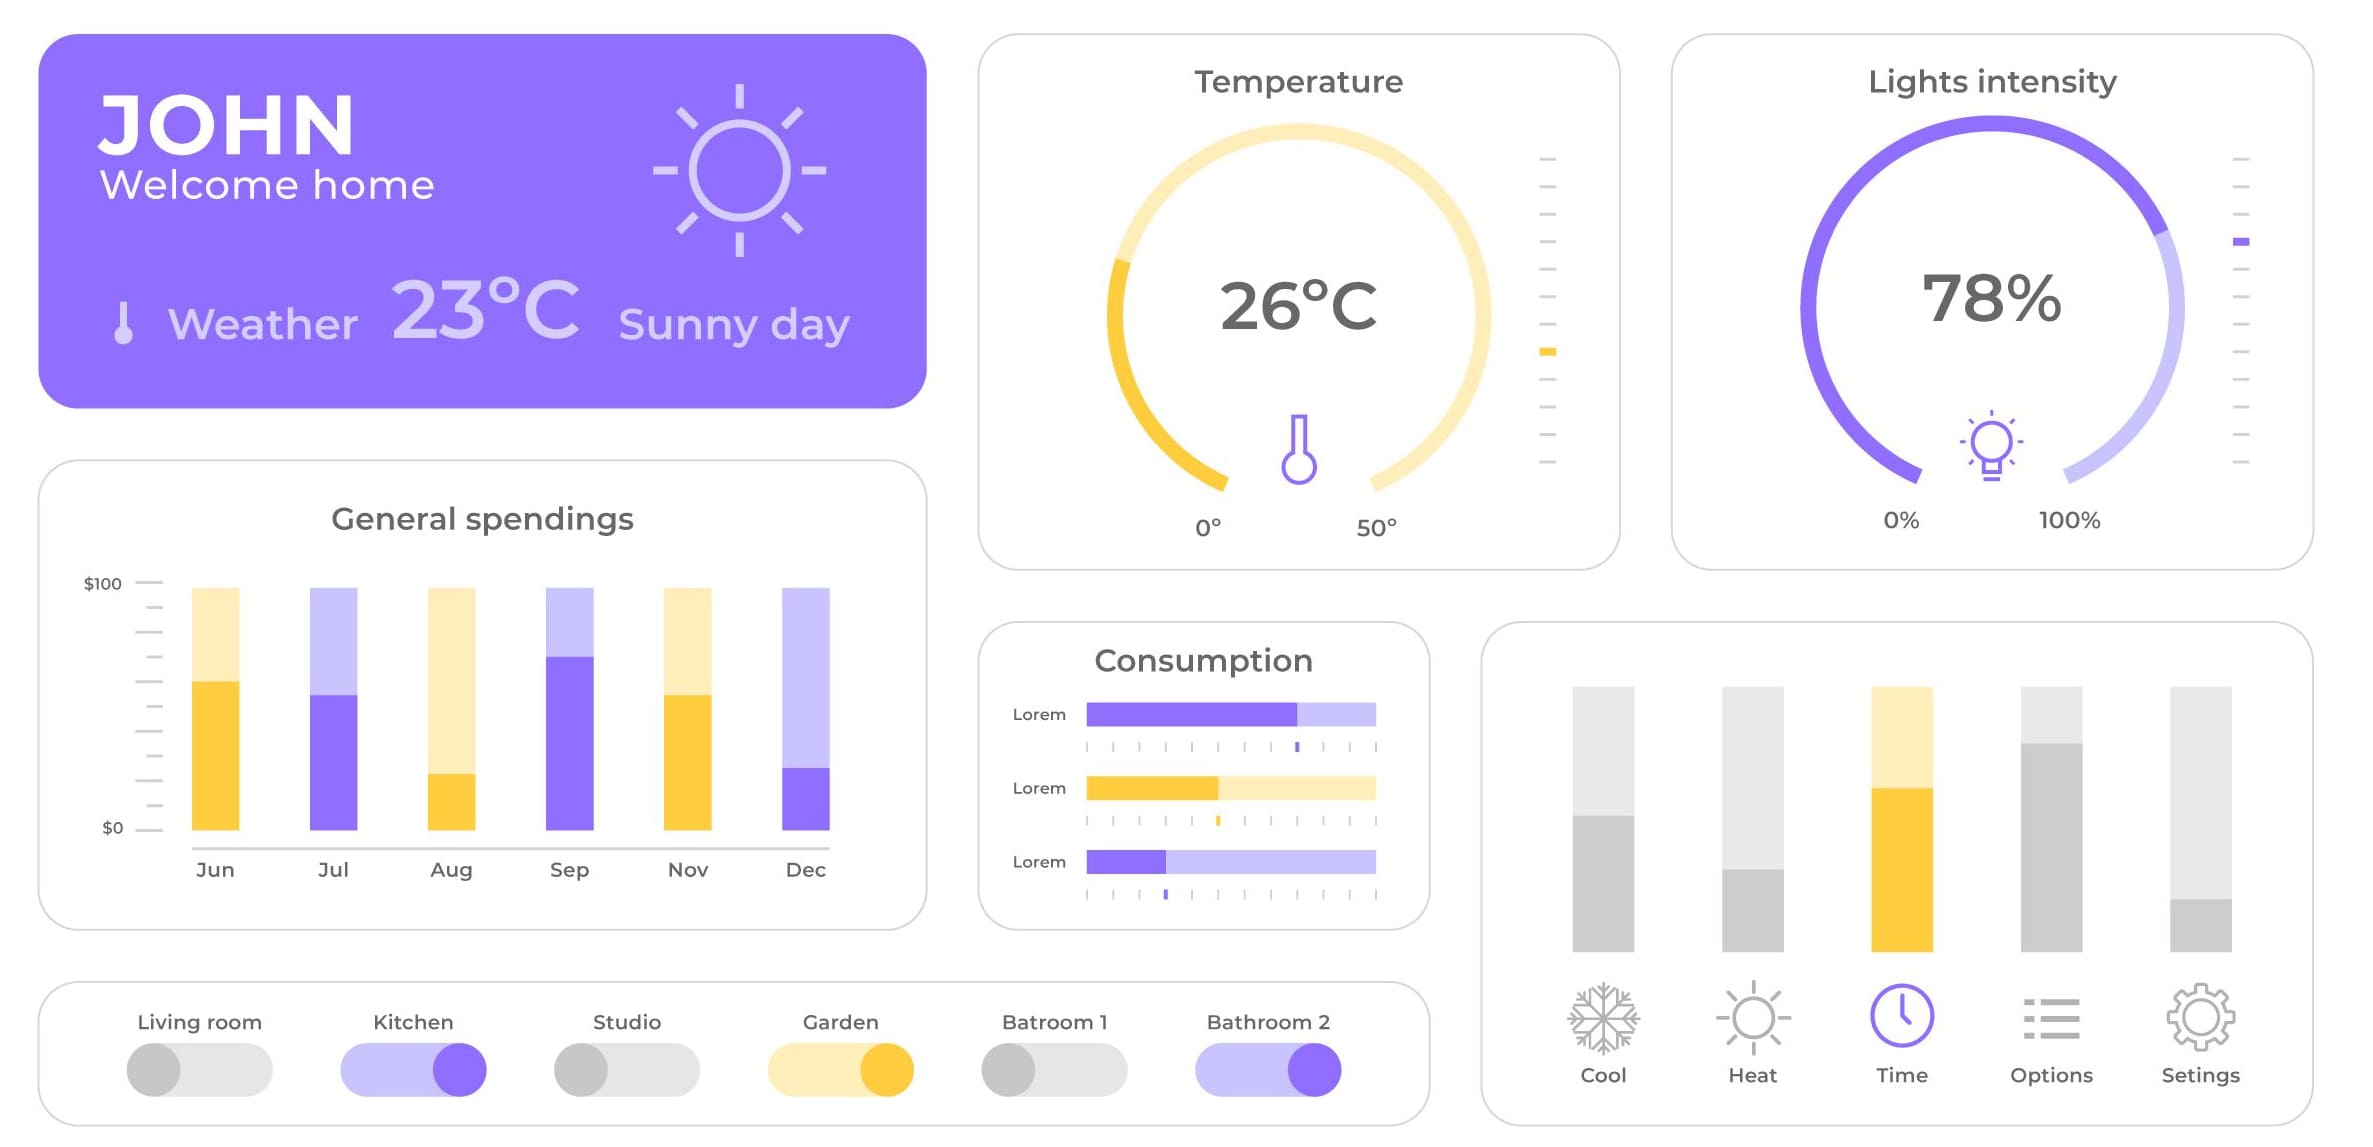 JOHN
Welcome home
Weather 23°C Sunny day
Temperature
26°C
0° 50°
Lights intensity
78%
0% 100%
General spendings
$100
$0
Jun Jul Aug Sep Nov Dec
Consumption
Lorem
Lorem
Lorem
Cool Heat Time Options Setings
Living room Kitchen Studio Garden Batroom 1 Bathroom 2